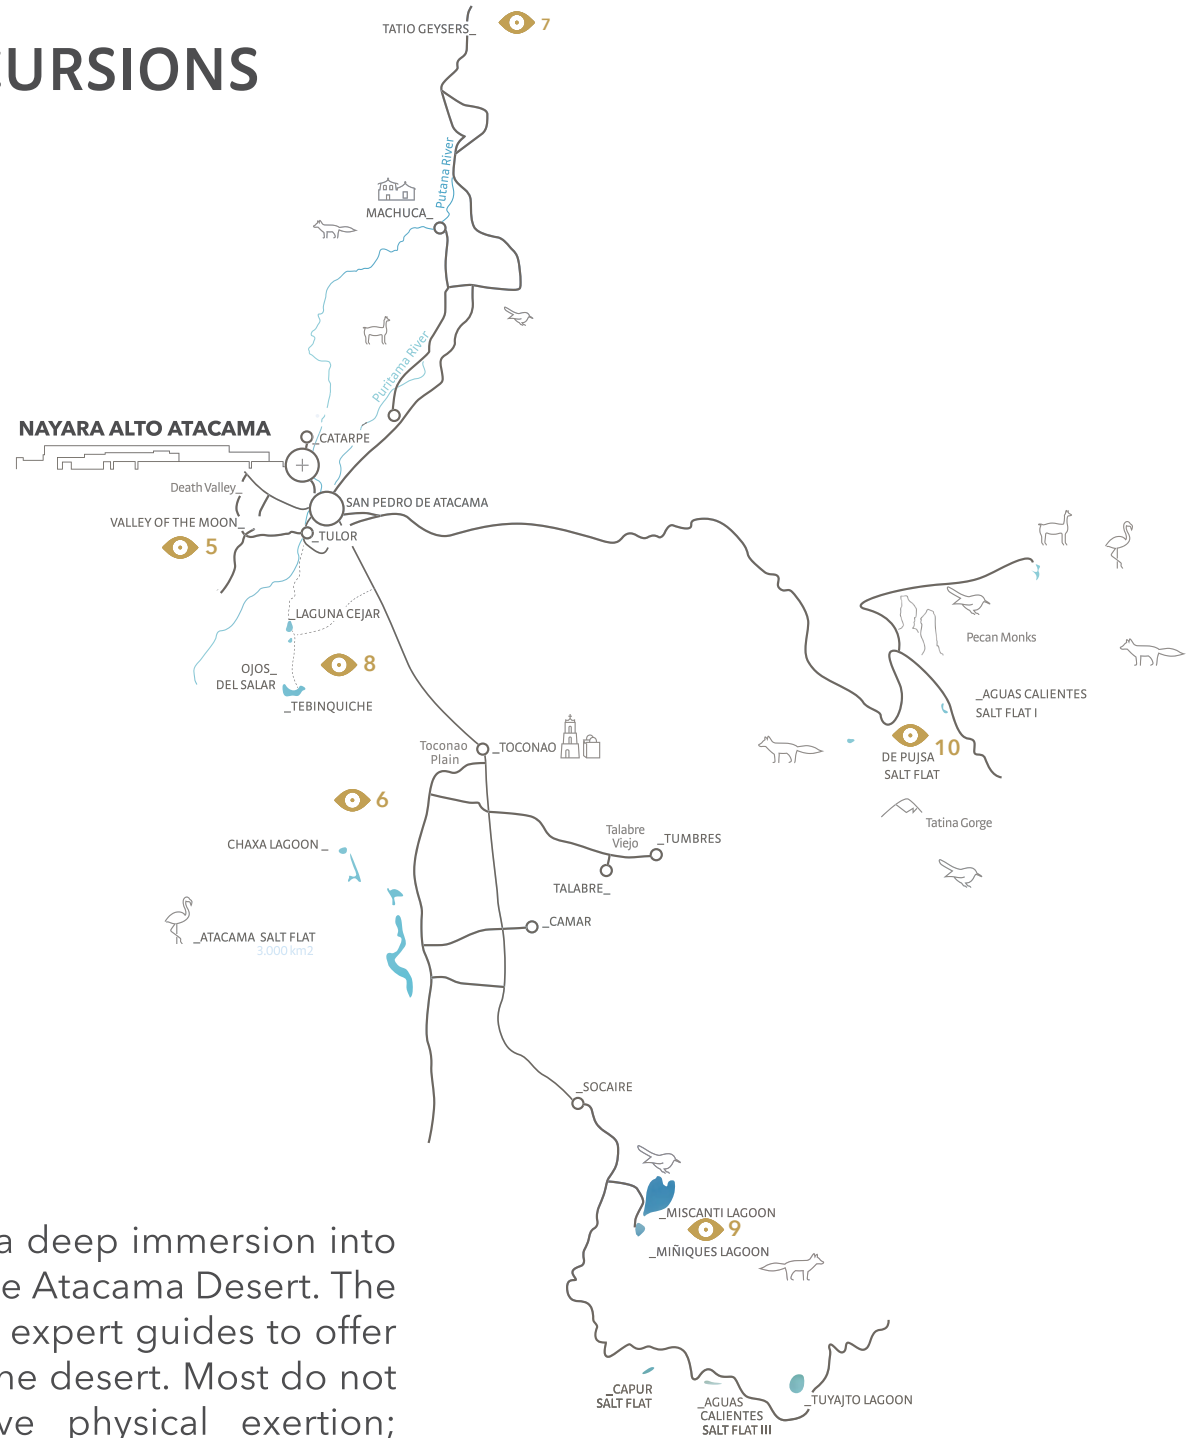 TATIO GEYSERS_
7
CURSIONS
Putana River
MACHUCA_
Puritama River
NAYARA ALTO ATACAMA
_CATARPE
Death Valley_
SAN PEDRO DE ATACAMA
VALLEY OF THE MOON_
_TULOR
5
_LAGUNA CEJAR
Pecan Monks
8
OJOS_
DEL SALAR
_TEBINQUICHE
_AGUAS CALIENTES
SALT FLAT I
Toconao
Plain
_TOCONAO
10
DE PUJSA
SALT FLAT
6
Tatina Gorge
CHAXA LAGOON _
Talabre
Viejo
_TUMBRES
TALABRE_
_CAMAR
_ATACAMA SALT FLAT
3.000 km2
_SOCAIRE
_MISCANTI LAGOON
9
_MIÑIQUES LAGOON
a deep immersion into
e Atacama Desert. The
expert guides to offer
he desert. Most do not
ve physical exertion;
_CAPUR
SALT FLAT
_AGUAS
CALIENTES
SALT FLAT III
_TUYAJTO LAGOON